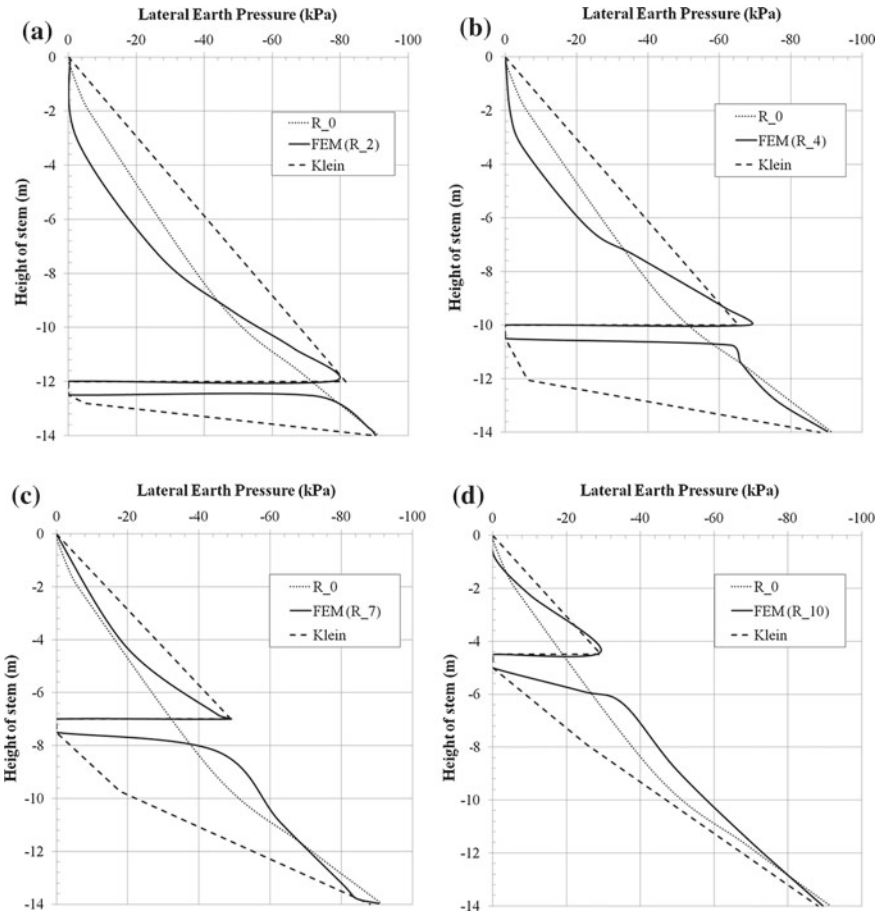 (a)
Lateral Earth Pressure (kPa)
0 -20 -40 -60 -80 -100
0
-2
-4
-6
-8
-10
-12
-14
Height of stem (m)
R_0
FEM (R_2)
Klein
(b)
Lateral Earth Pressure (kPa)
0 -20 -40 -60 -80 -100
0
-2
-4
-6
-8
-10
-12
-14
Height of stem (m)
R_0
FEM (R_4)
Klein
(c)
Lateral Earth Pressure (kPa)
0 -20 -40 -60 -80 -100
0
-2
-4
-6
-8
-10
-12
-14
Height of stem (m)
R_0
FEM (R_7)
Klein
(d)
Lateral Earth Pressure (kPa)
0 -20 -40 -60 -80 -100
0
-2
-4
-6
-8
-10
-12
-14
Height of stem (m)
R_0
FEM (R_10)
Klein